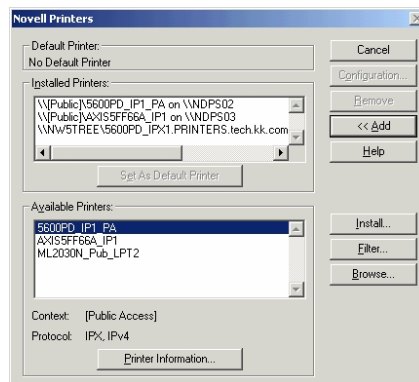 Novell Printers
Default Printer:
No Default Printer
Installed Printers:
\\[Public]\5600PD_IP1_PA on \\NDPS02
\\[Public]\AXIS5FF66A_IP1 on \\NDPS03
\\NW5TREE\5600PD_IPX1.PRINTERS.tech.kk.com
Set As Default Printer
Available Printers:
5600PD_IP1_PA
AXIS5FF66A_IP1
ML2030N_Pub_LPT2
Context: [Public Access]
Protocol: IPX, IPv4
Printer Information...
Cancel
Configuration...
Remove
<< Add
Help
Install...
Filter...
Browse...